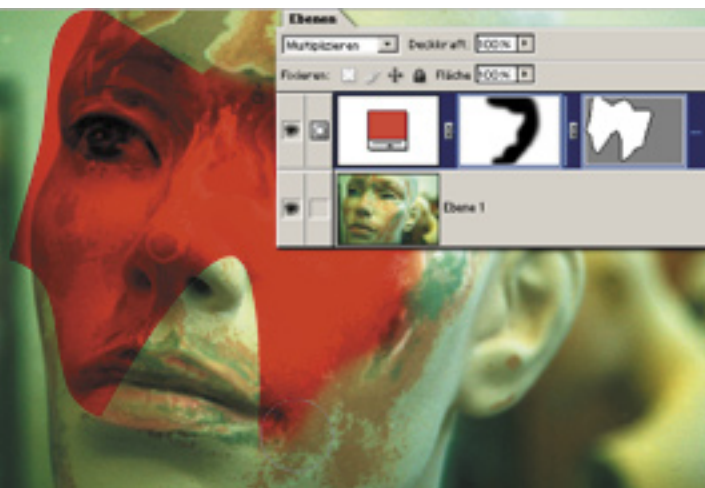 Ebenen
Multiplizieren Deckkraft: 100%
Fixieren: Fläche 100%
Ebene 1